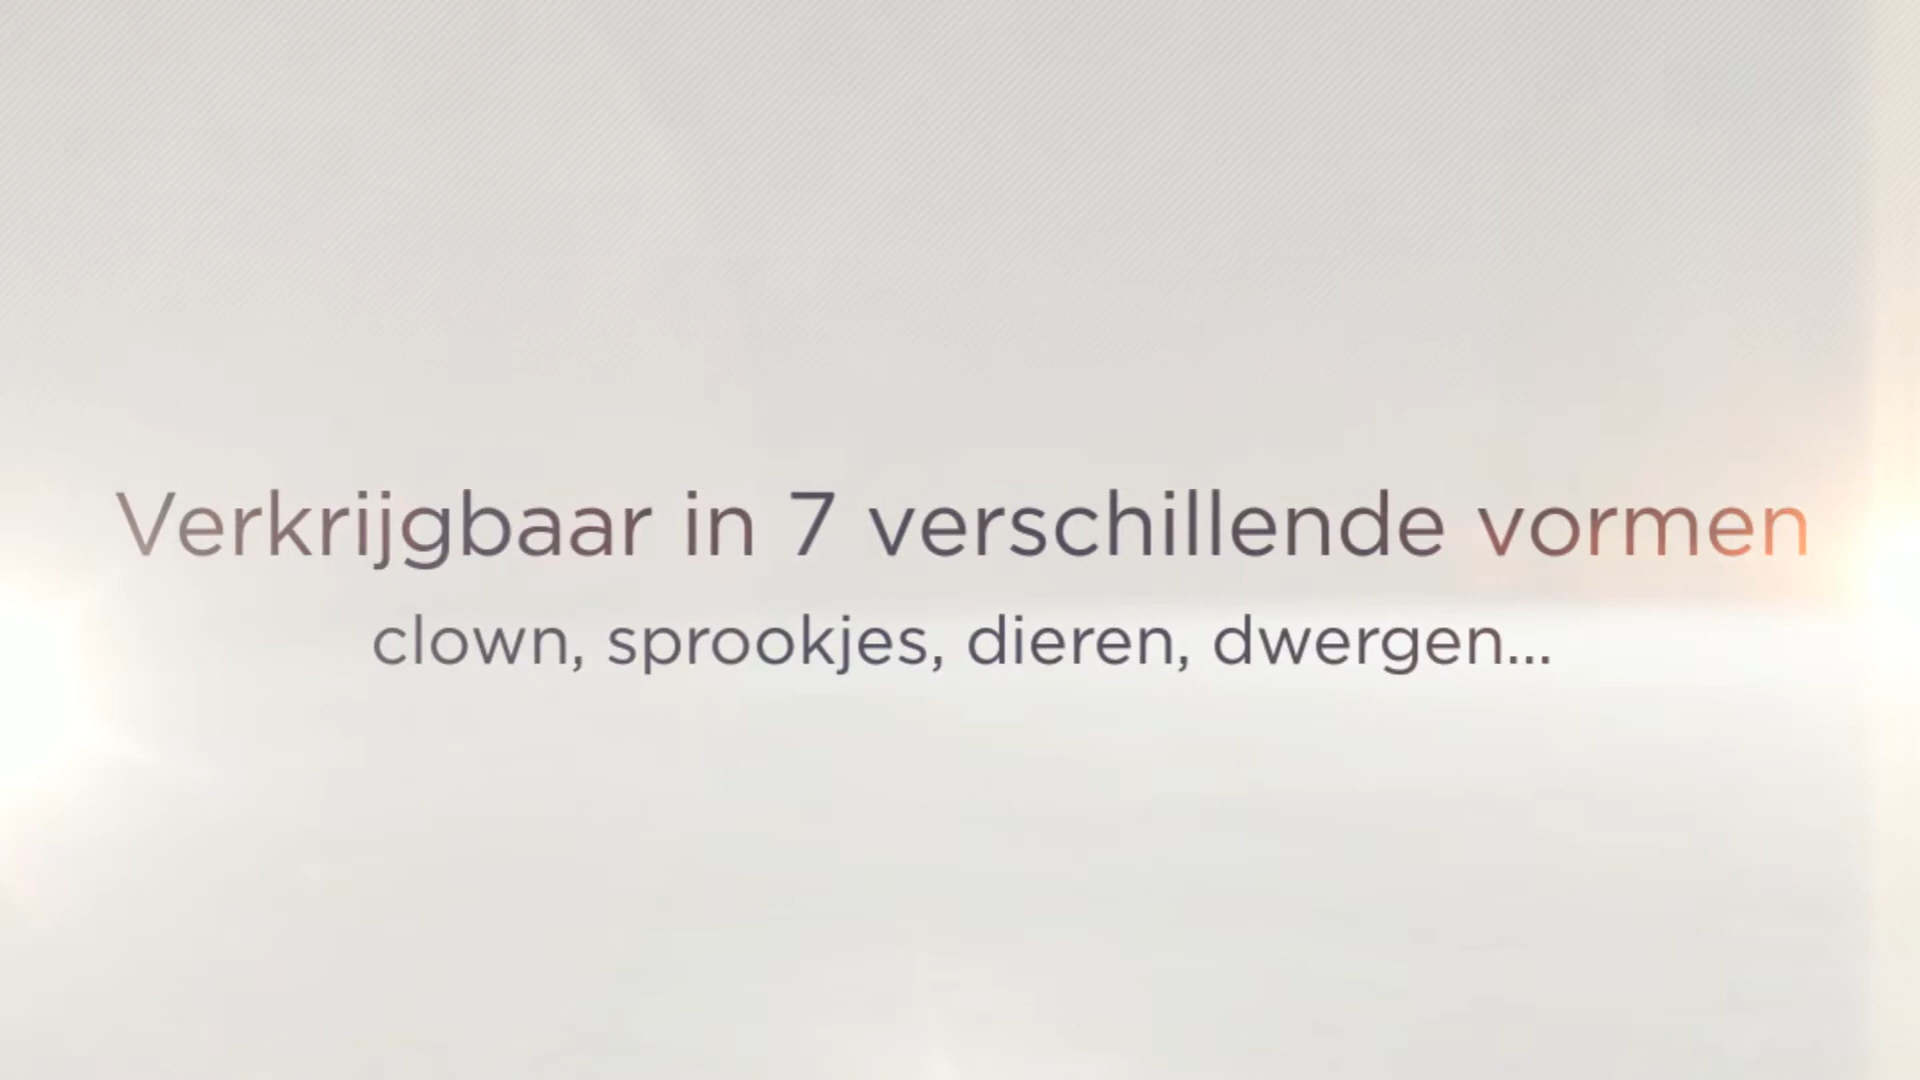 Verkrijgbaar in 7 verschillende vormen
clown, sprookjes, dieren, dwergen...